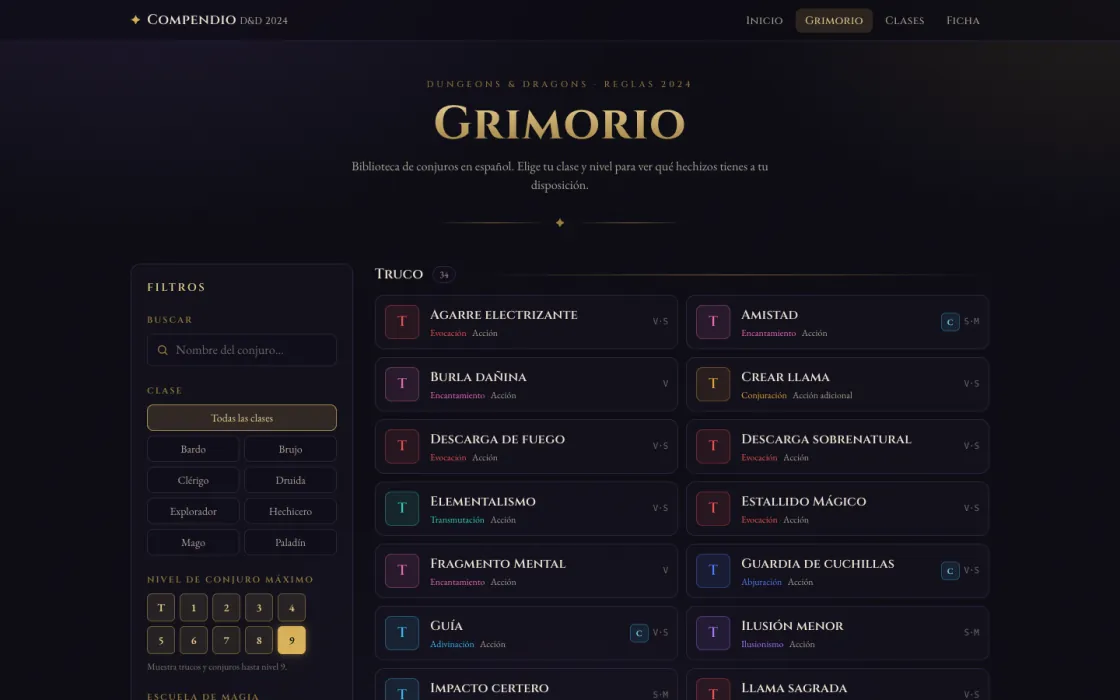 ✦ Compendio D&D 2024
Inicio Grimorio Clases Ficha
DUNGEONS & DRAGONS · REGLAS 2024
Grimorio
Biblioteca de conjuros en español. Elige tu clase y nivel para ver qué hechizos tienes a tu
disposición.
FILTROS
BUSCAR
Nombre del conjuro...
CLASE
Todas las clases
Bardo Brujo
Clérigo Druida
Explorador Hechicero
Mago Paladín
NIVEL DE CONJURO MÁXIMO
T 1 2 3 4
5 6 7 8 9
Muestra trucos y conjuros hasta nivel 9.
ESCUELA DE MAGIA
Truco 34
T Agarre electrizante V·S
Evocación Acción
T Amistad C S·M
Encantamiento Acción
T Burla dañina V
Encantamiento Acción
T Crear llama V·S
Conjuración Acción adicional
T Descarga de fuego V·S
Evocación Acción
T Descarga sobrenatural V·S
Evocación Acción
T Elementalismo V·S
Transmutación Acción
T Estallido Mágico V·S
Evocación Acción
T Fragmento Mental V
Encantamiento Acción
T Guardia de cuchillas C V·S
Abjuración Acción
T Guía C V·S
Adivinación Acción
T Ilusión menor S·M
Ilusionismo Acción
T Impacto certero S·M
T Llama sagrada V·S